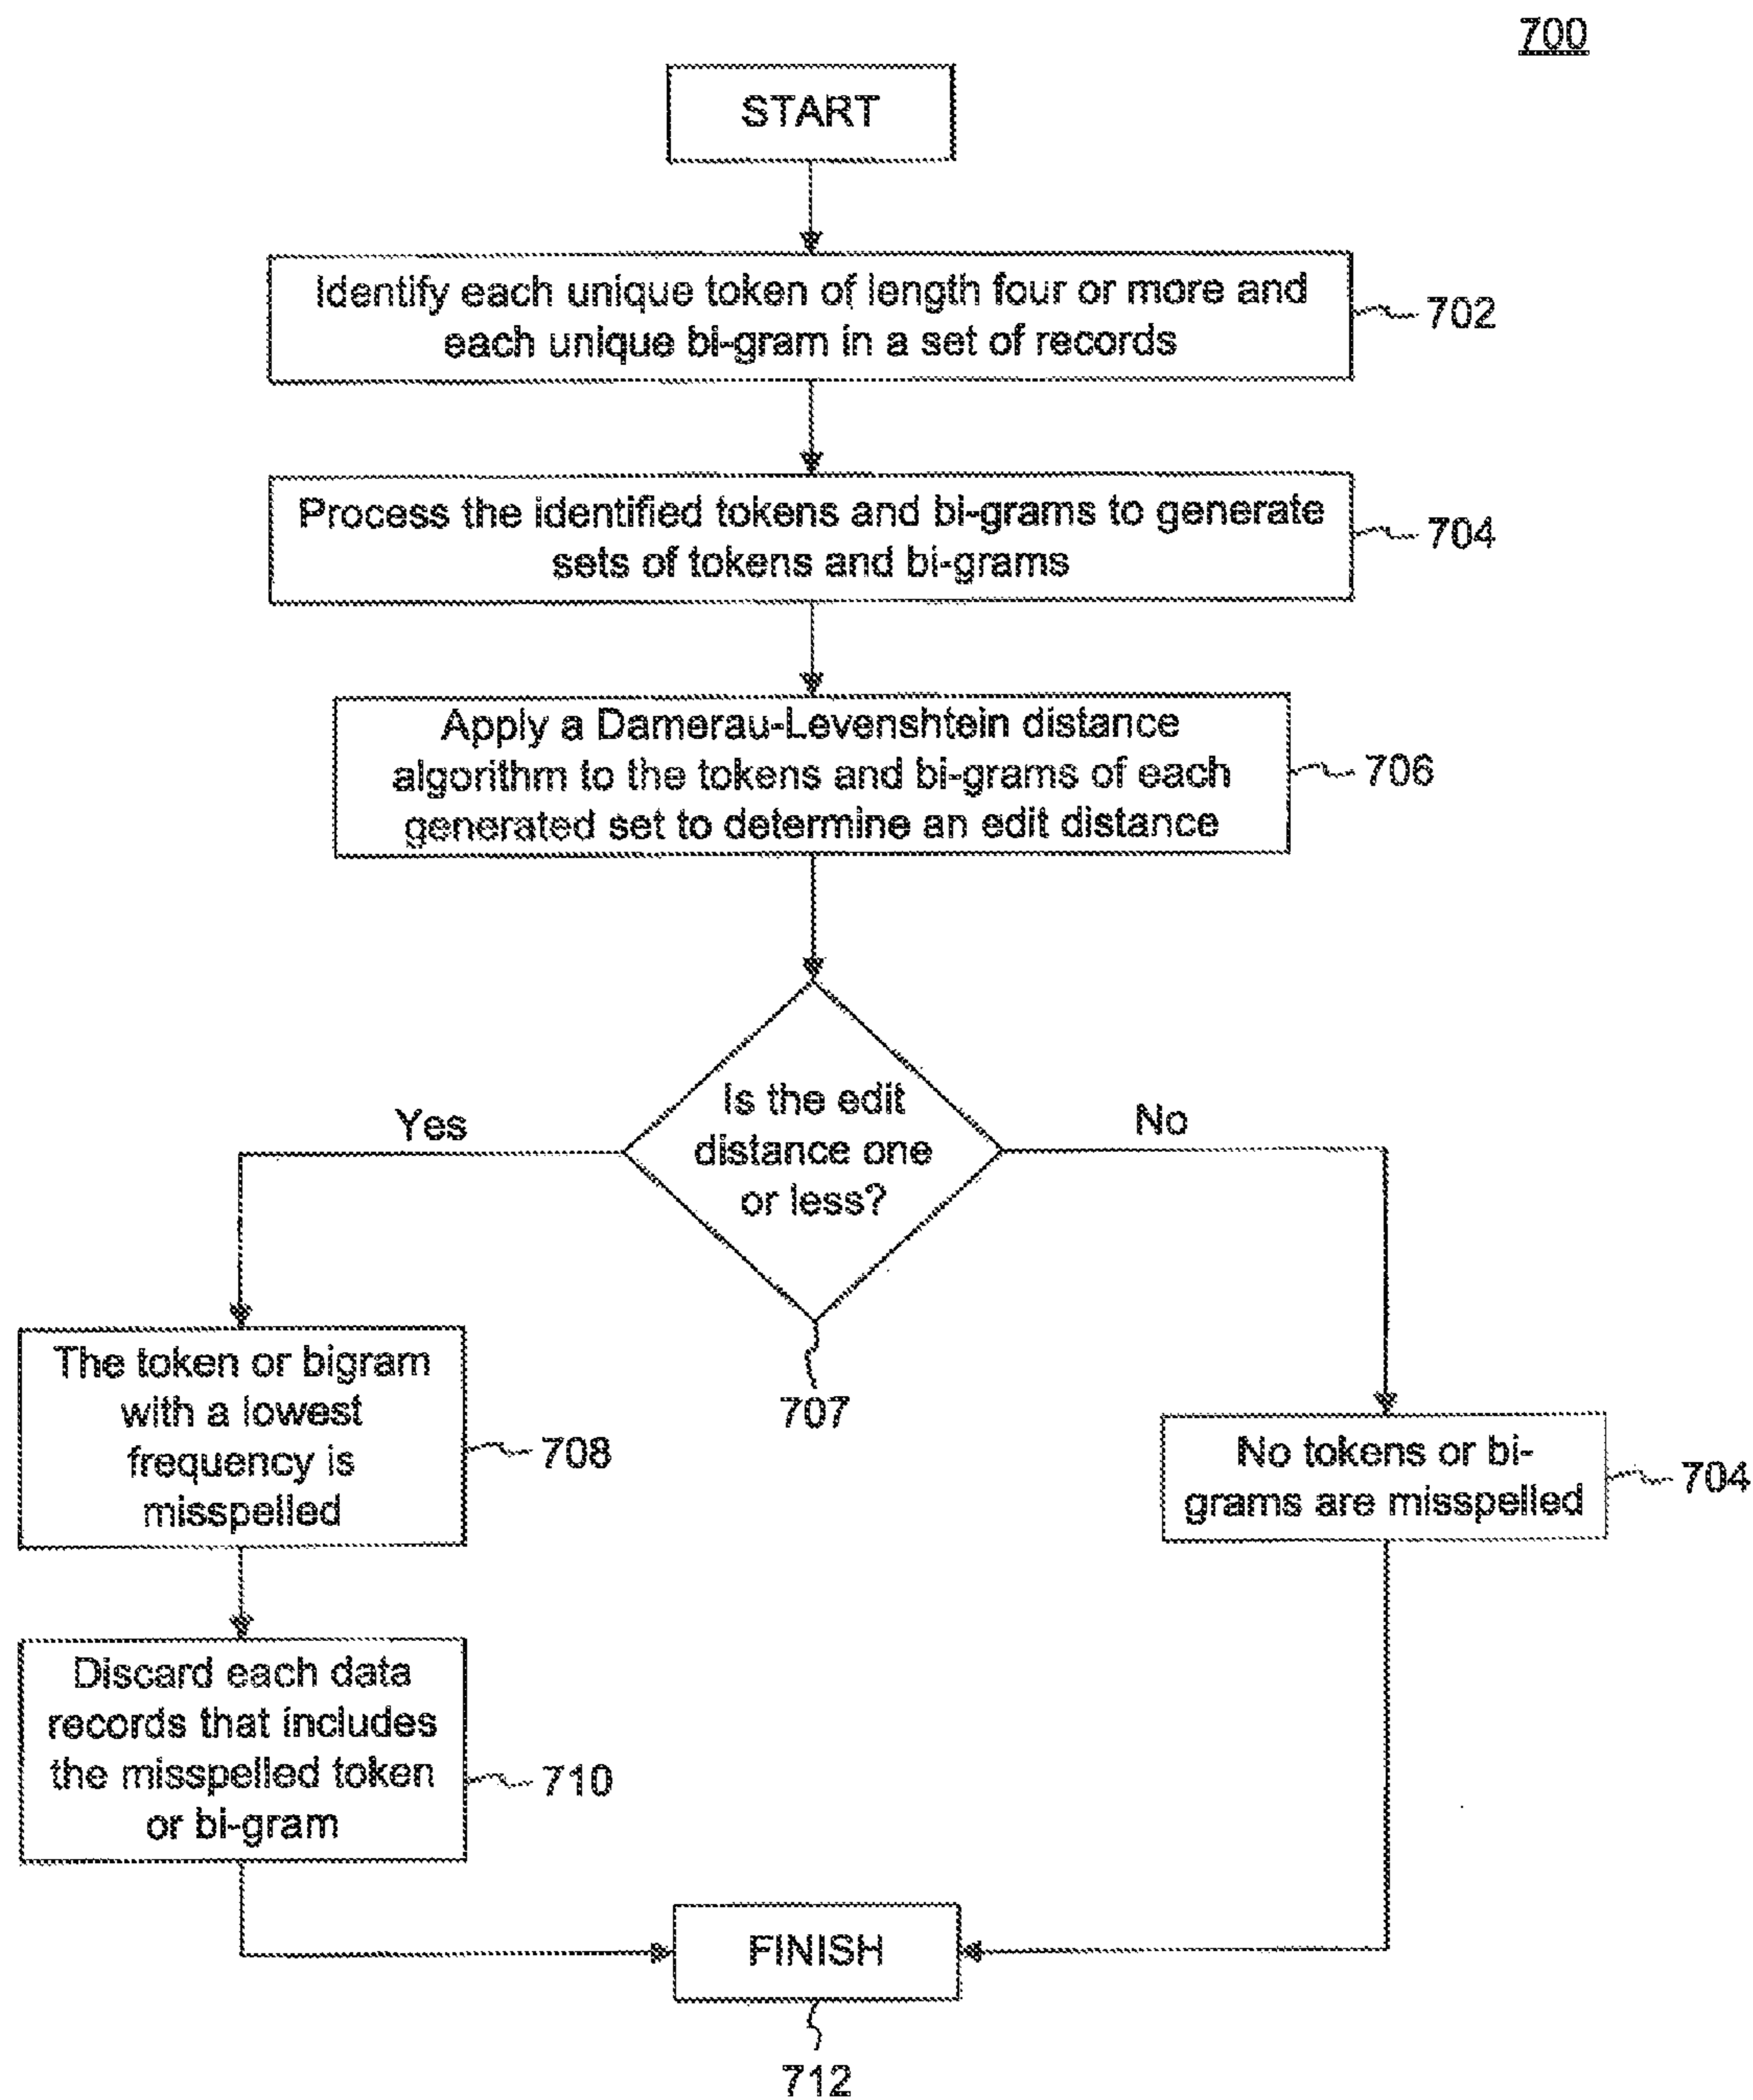 700
START
Identify each unique token of length four or more and
each unique bi-gram in a set of records
702
Process the identified tokens and bi-grams to generate
sets of tokens and bi-grams
704
Apply a Damerau-Levenshtein distance
algorithm to the tokens and bi-grams of each
generated set to determine an edit distance
706
Is the edit
distance one
or less?
Yes
No
707
The token or bigram
with a lowest
frequency is
misspelled
708
No tokens or bi-
grams are misspelled
704
Discard each data
records that includes
the misspelled token
or bi-gram
710
FINISH
712